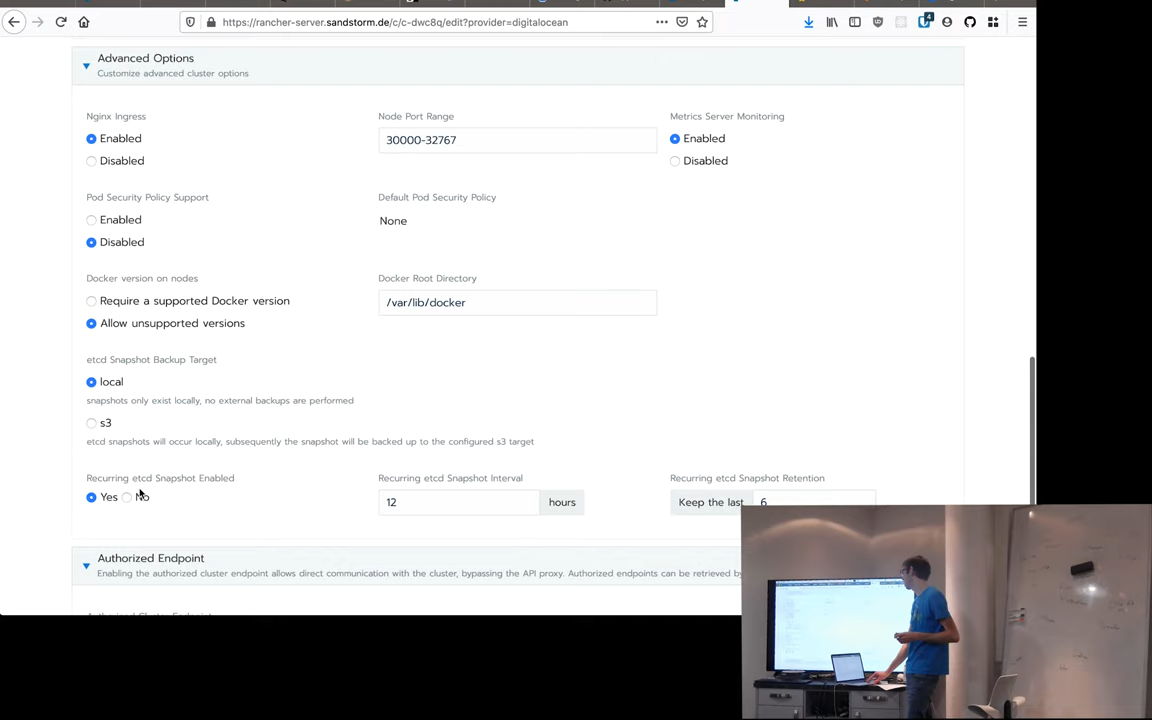 https://rancher-server.sandstorm.de/c/c-dwc8q/edit?provider=digitalocean
4
Advanced Options
Customize advanced cluster options
Nginx Ingress
Node Port Range
Metrics Server Monitoring
Enabled
30000-32767
Enabled
Disabled
Disabled
Pod Security Policy Support
Default Pod Security Policy
Enabled
None
Disabled
Docker version on nodes
Docker Root Directory
Require a supported Docker version
/var/lib/docker
Allow unsupported versions
etcd Snapshot Backup Target
local
snapshots only exist locally, no external backups are performed
s3
etcd snapshots will occur locally, subsequently the snapshot will be backed up to the configured s3 target
Recurring etcd Snapshot Enabled
Recurring etcd Snapshot Interval
Recurring etcd Snapshot Retention
Yes No
12 hours
Keep the last 6
Authorized Endpoint
Enabling the authorized cluster endpoint allows direct communication with the cluster, bypassing the API proxy. Authorized endpoints can be retrieved by
Authorized Cluster Endpoint